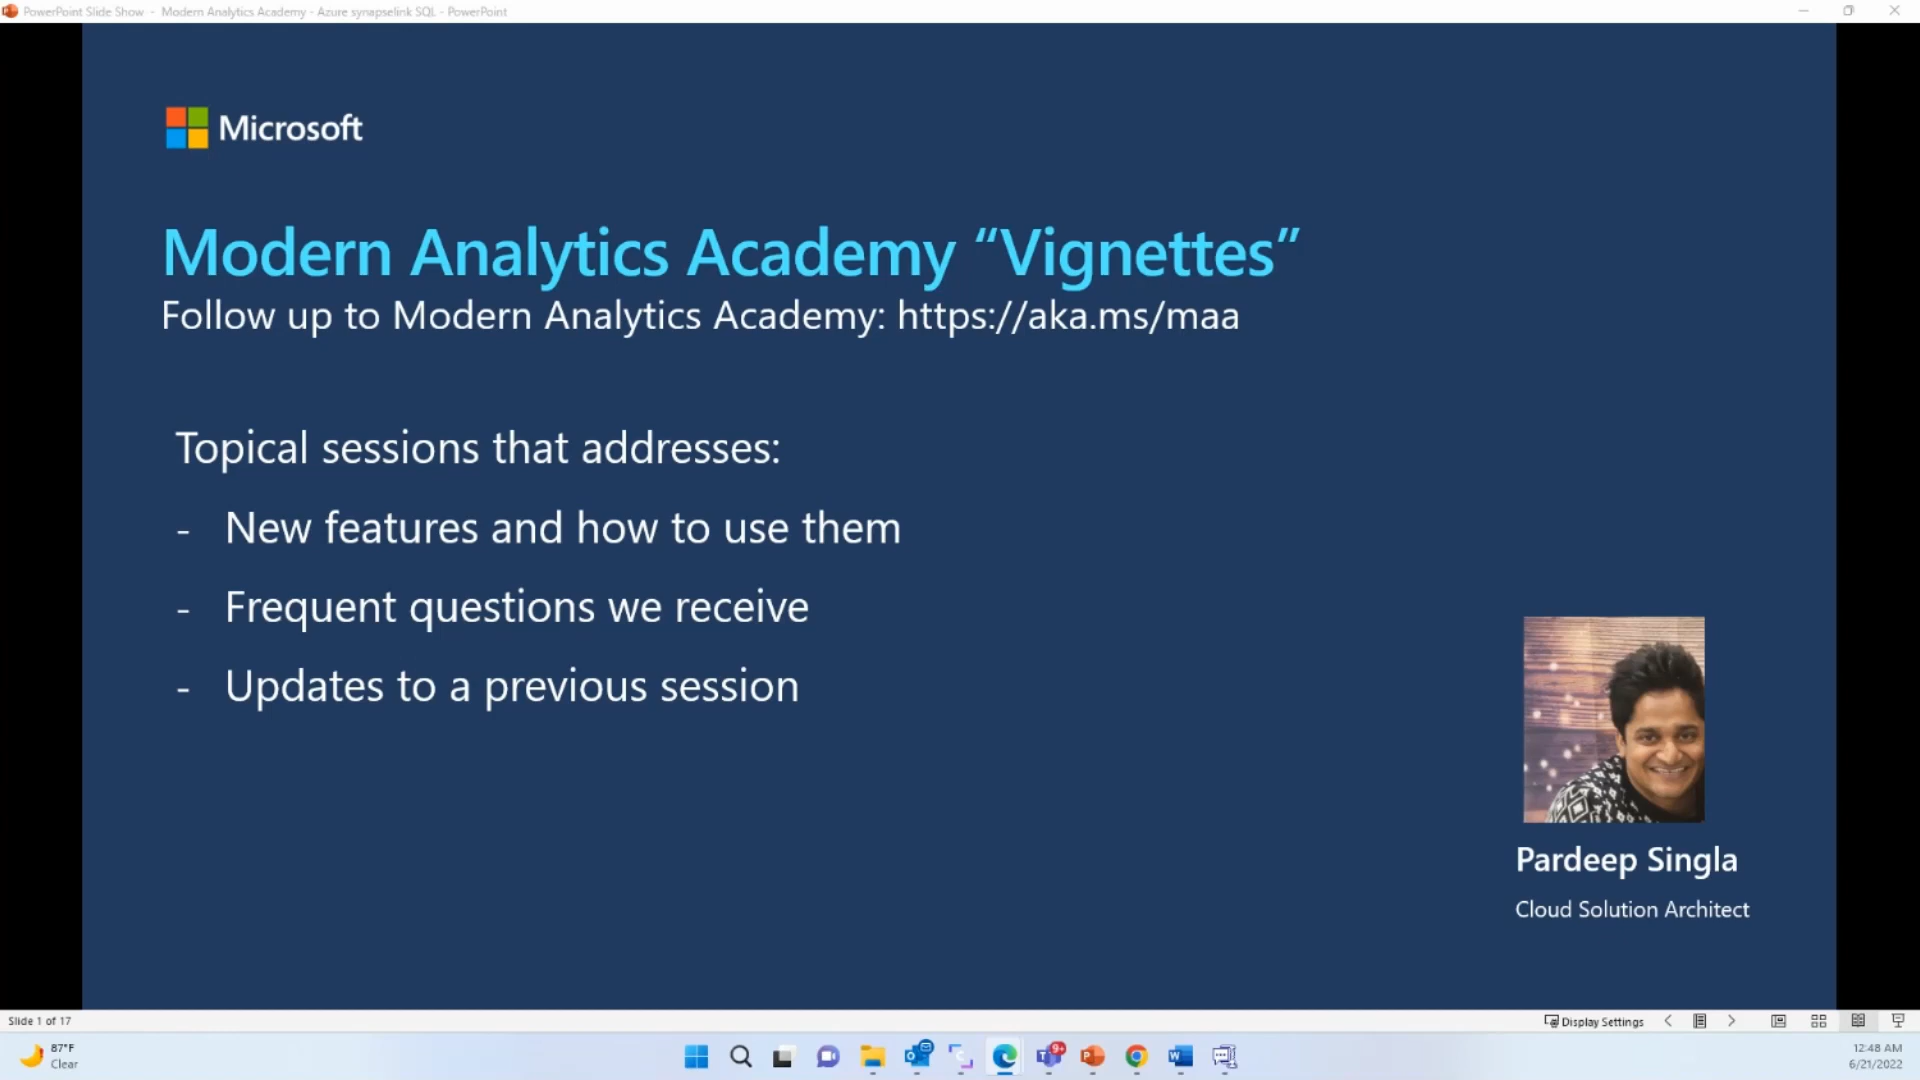 PowerPoint Slide Show - Modern Analytics Academy - Azure synapselink SQL - PowerPoint
Microsoft
Modern Analytics Academy “Vignettes”
Follow up to Modern Analytics Academy: https://aka.ms/maa
Topical sessions that addresses:
- New features and how to use them
- Frequent questions we receive
- Updates to a previous session
Pardeep Singla
Cloud Solution Architect
Slide 1 of 17
Display Settings
87°F
Clear
9+
12:48 AM
6/21/2022